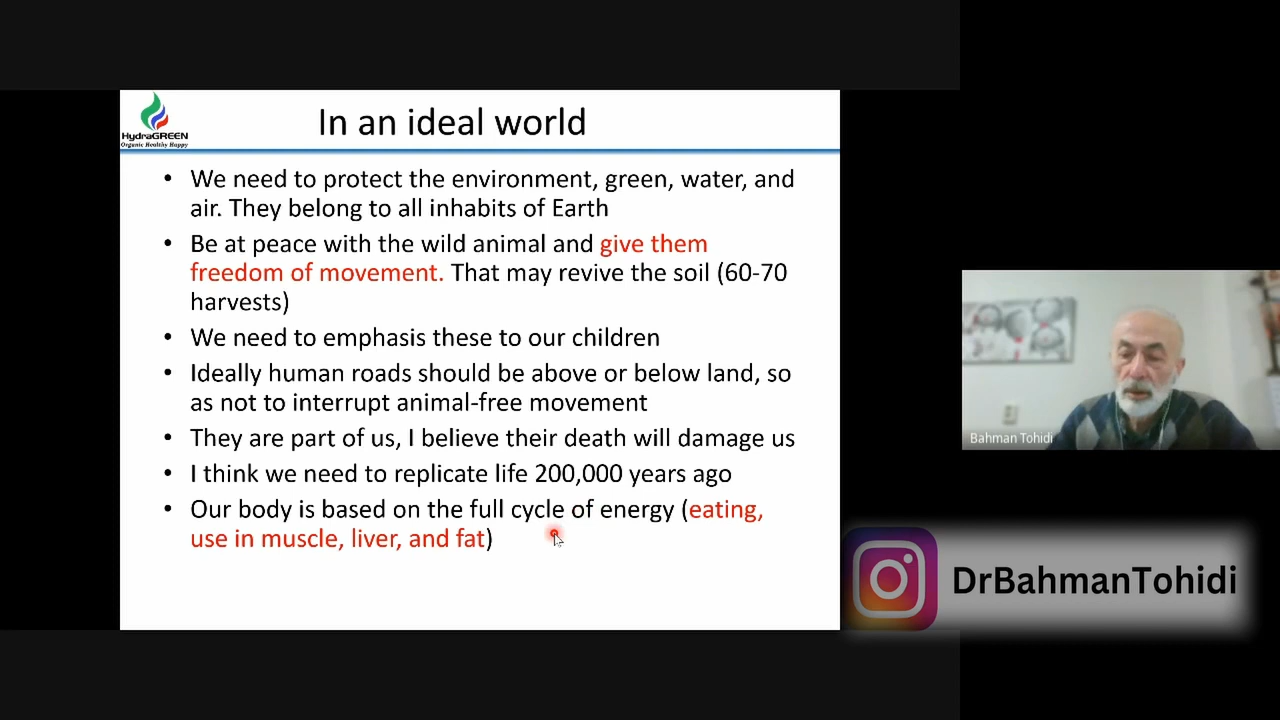 HydraGREEN
Organic Healthy Happy
In an ideal world
• We need to protect the environment, green, water, and
air. They belong to all inhabits of Earth
• Be at peace with the wild animal and give them
freedom of movement. That may revive the soil (60-70
harvests)
• We need to emphasis these to our children
• Ideally human roads should be above or below land, so
as not to interrupt animal-free movement
• They are part of us, I believe their death will damage us
• I think we need to replicate life 200,000 years ago
• Our body is based on the full cycle of energy (eating,
use in muscle, liver, and fat)
Bahman Tohidi
DrBahmanTohidi